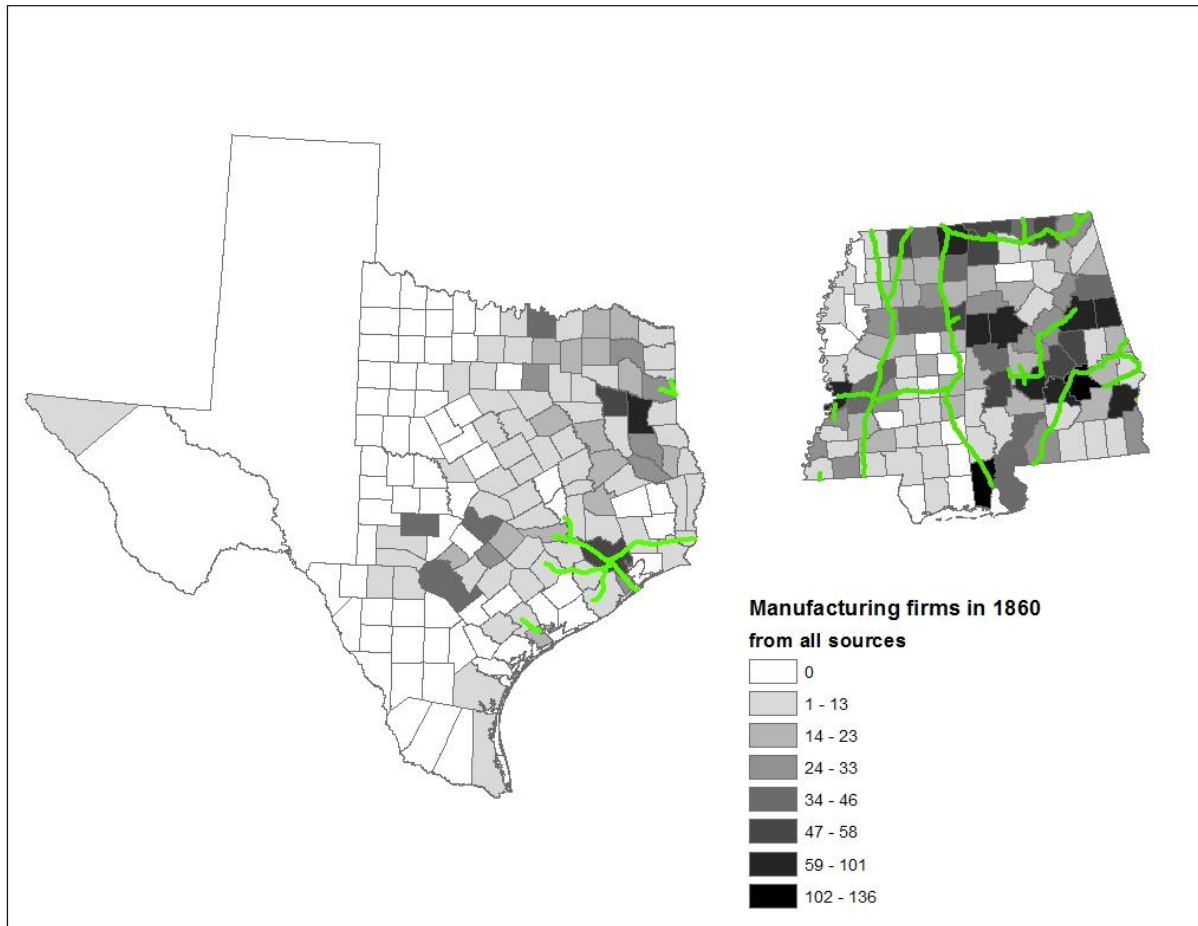 Manufacturing firms in 1860
from all sources
0
1 - 13
14 - 23
24 - 33
34 - 46
47 - 58
59 - 101
102 - 136